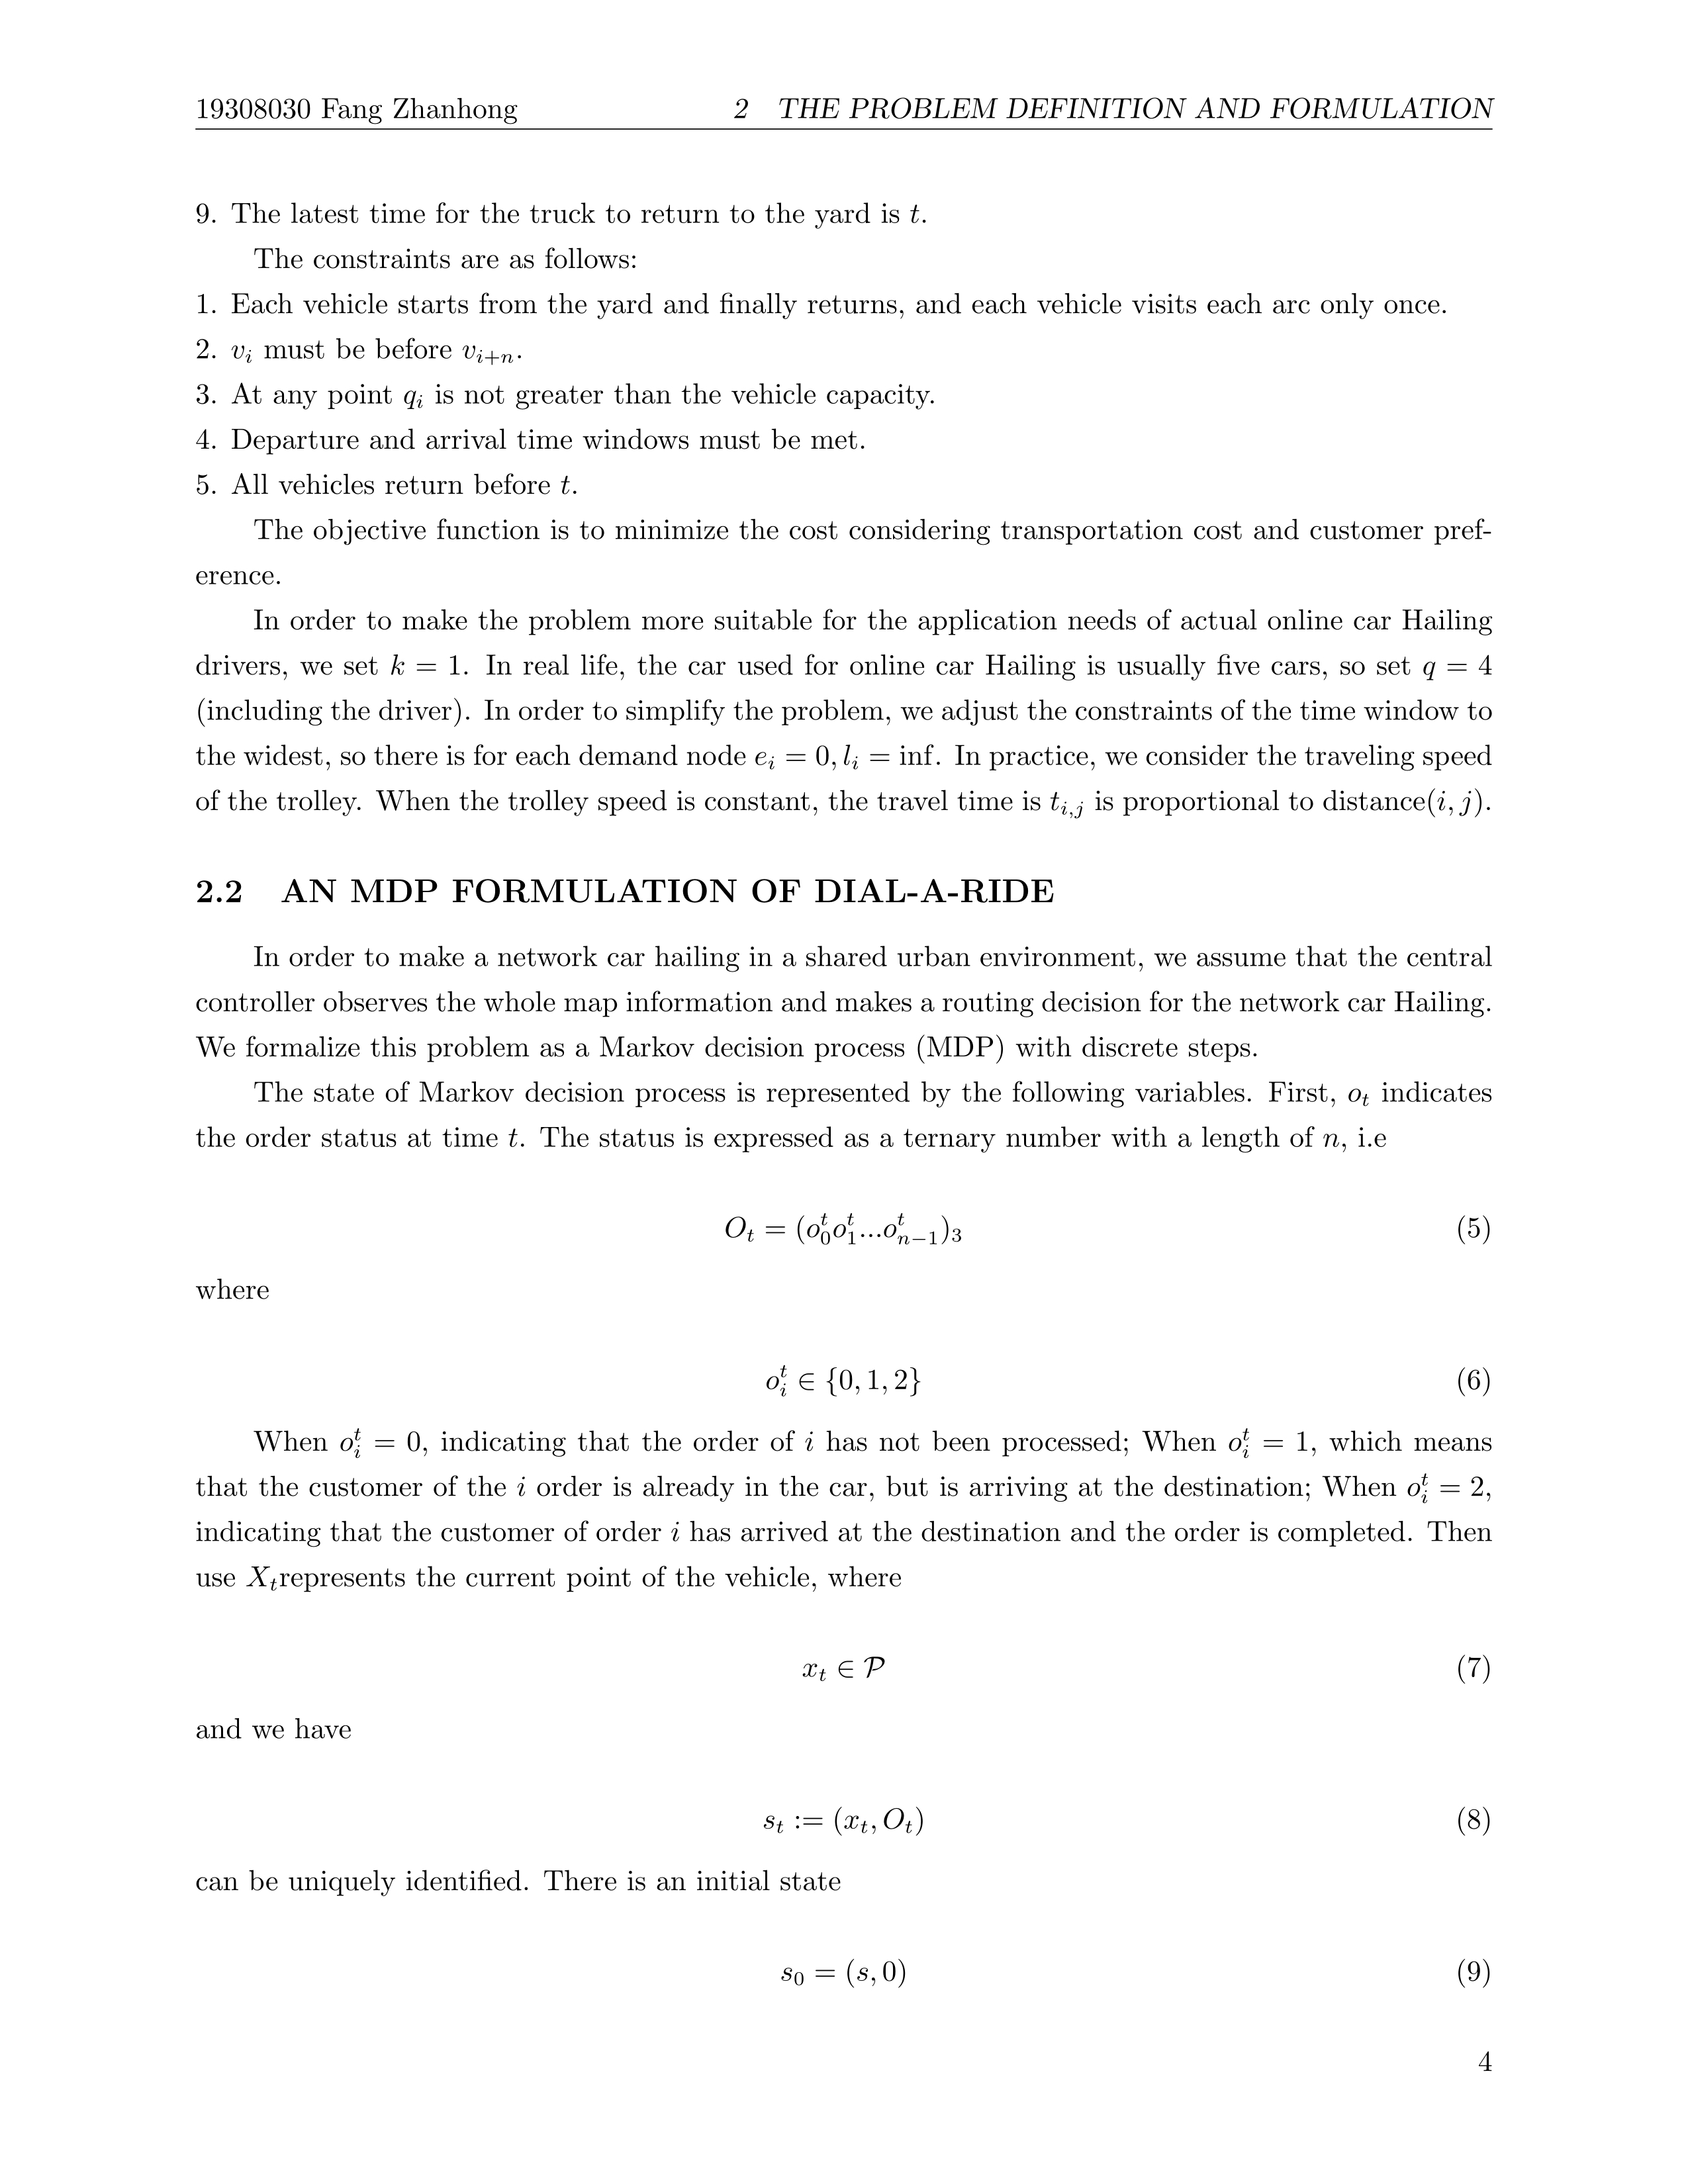 19308030 Fang Zhanhong 2 THE PROBLEM DEFINITION AND FORMULATION
9. The latest time for the truck to return to the yard is t.
The constraints are as follows:
1. Each vehicle starts from the yard and finally returns, and each vehicle visits each arc only once.
2. v_i must be before v_{i+n}.
3. At any point q_i is not greater than the vehicle capacity.
4. Departure and arrival time windows must be met.
5. All vehicles return before t.
The objective function is to minimize the cost considering transportation cost and customer pref-
erence.
In order to make the problem more suitable for the application needs of actual online car Hailing
drivers, we set k = 1. In real life, the car used for online car Hailing is usually five cars, so set q = 4
(including the driver). In order to simplify the problem, we adjust the constraints of the time window to
the widest, so there is for each demand node e_i = 0, l_i = inf. In practice, we consider the traveling speed
of the trolley. When the trolley speed is constant, the travel time is t_{i,j} is proportional to distance(i, j).
2.2 AN MDP FORMULATION OF DIAL-A-RIDE
In order to make a network car hailing in a shared urban environment, we assume that the central
controller observes the whole map information and makes a routing decision for the network car Hailing.
We formalize this problem as a Markov decision process (MDP) with discrete steps.
The state of Markov decision process is represented by the following variables. First, o_t indicates
the order status at time t. The status is expressed as a ternary number with a length of n, i.e
O_t = (o_0^t o_1^t ... o_{n-1}^t)_3 (5)
where
o_i^t ∈ {0, 1, 2} (6)
When o_i^t = 0, indicating that the order of i has not been processed; When o_i^t = 1, which means
that the customer of the i order is already in the car, but is arriving at the destination; When o_i^t = 2,
indicating that the customer of order i has arrived at the destination and the order is completed. Then
use X_t represents the current point of the vehicle, where
x_t ∈ 𝒫 (7)
and we have
s_t := (x_t, O_t) (8)
can be uniquely identified. There is an initial state
s_0 = (s, 0) (9)
4